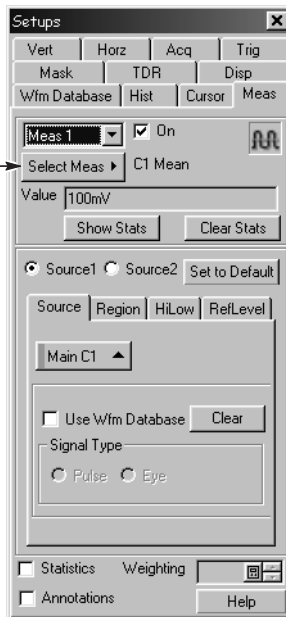 Setups
Vert Horz Acq Trig
Mask TDR Disp
Wfm Database Hist Cursor Meas
Meas 1 On
Select Meas C1 Mean
Value 100mV
Show Stats Clear Stats
Source1 Source2 Set to Default
Source Region HiLow RefLevel
Main C1
Use Wfm Database Clear
Signal Type
Pulse Eye
Statistics Weighting
Annotations Help